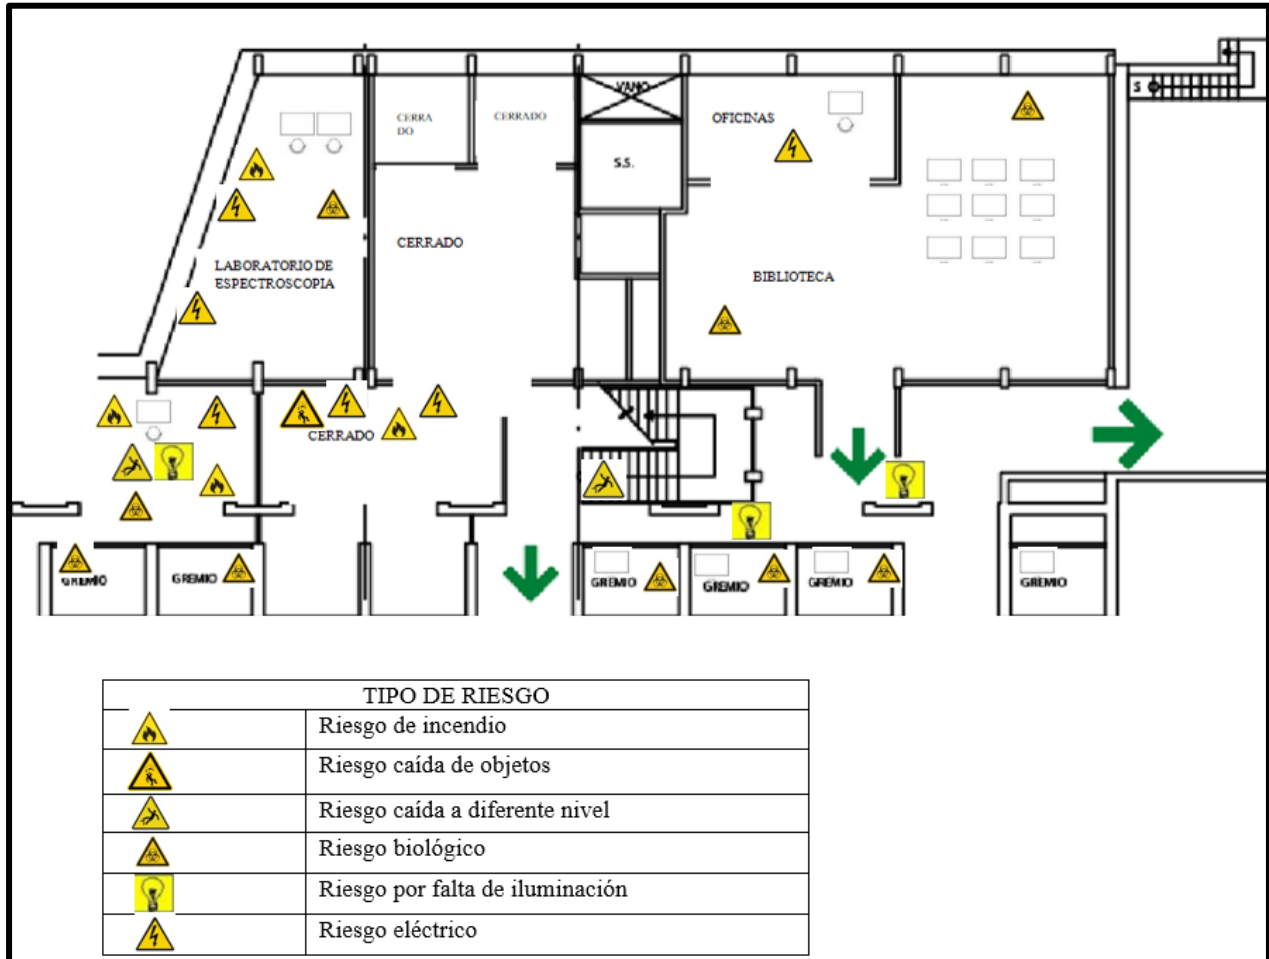 VANO
CERRA
DO
CERRADO
OFICINAS
S
S.S.
CERRADO
LABORATORIO DE
ESPECTROSCOPIA
BIBLIOTECA
CERRADO
GREMIO
GREMIO
GREMIO
GREMIO
GREMIO
GREMIO
TIPO DE RIESGO
Riesgo de incendio
Riesgo caída de objetos
Riesgo caída a diferente nivel
Riesgo biológico
Riesgo por falta de iluminación
Riesgo eléctrico